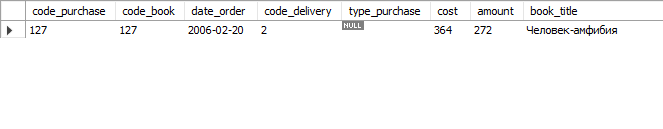 code_purchase code_book date_order code_delivery type_purchase cost amount book_title
127 127 2006-02-20 2 NULL 364 272 Человек-амфибия